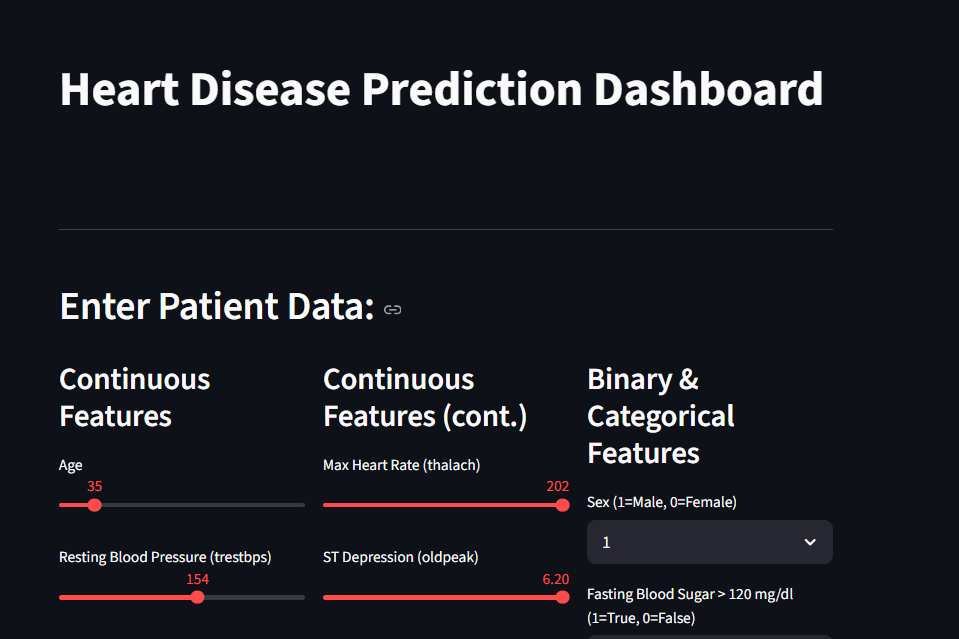 Heart Disease Prediction Dashboard
Enter Patient Data:
Continuous
Features
Age
35
Resting Blood Pressure (trestbps)
154
Continuous
Features (cont.)
Max Heart Rate (thalach)
202
ST Depression (oldpeak)
6.20
Binary &
Categorical
Features
Sex (1=Male, 0=Female)
1
Fasting Blood Sugar > 120 mg/dl
(1=True, 0=False)